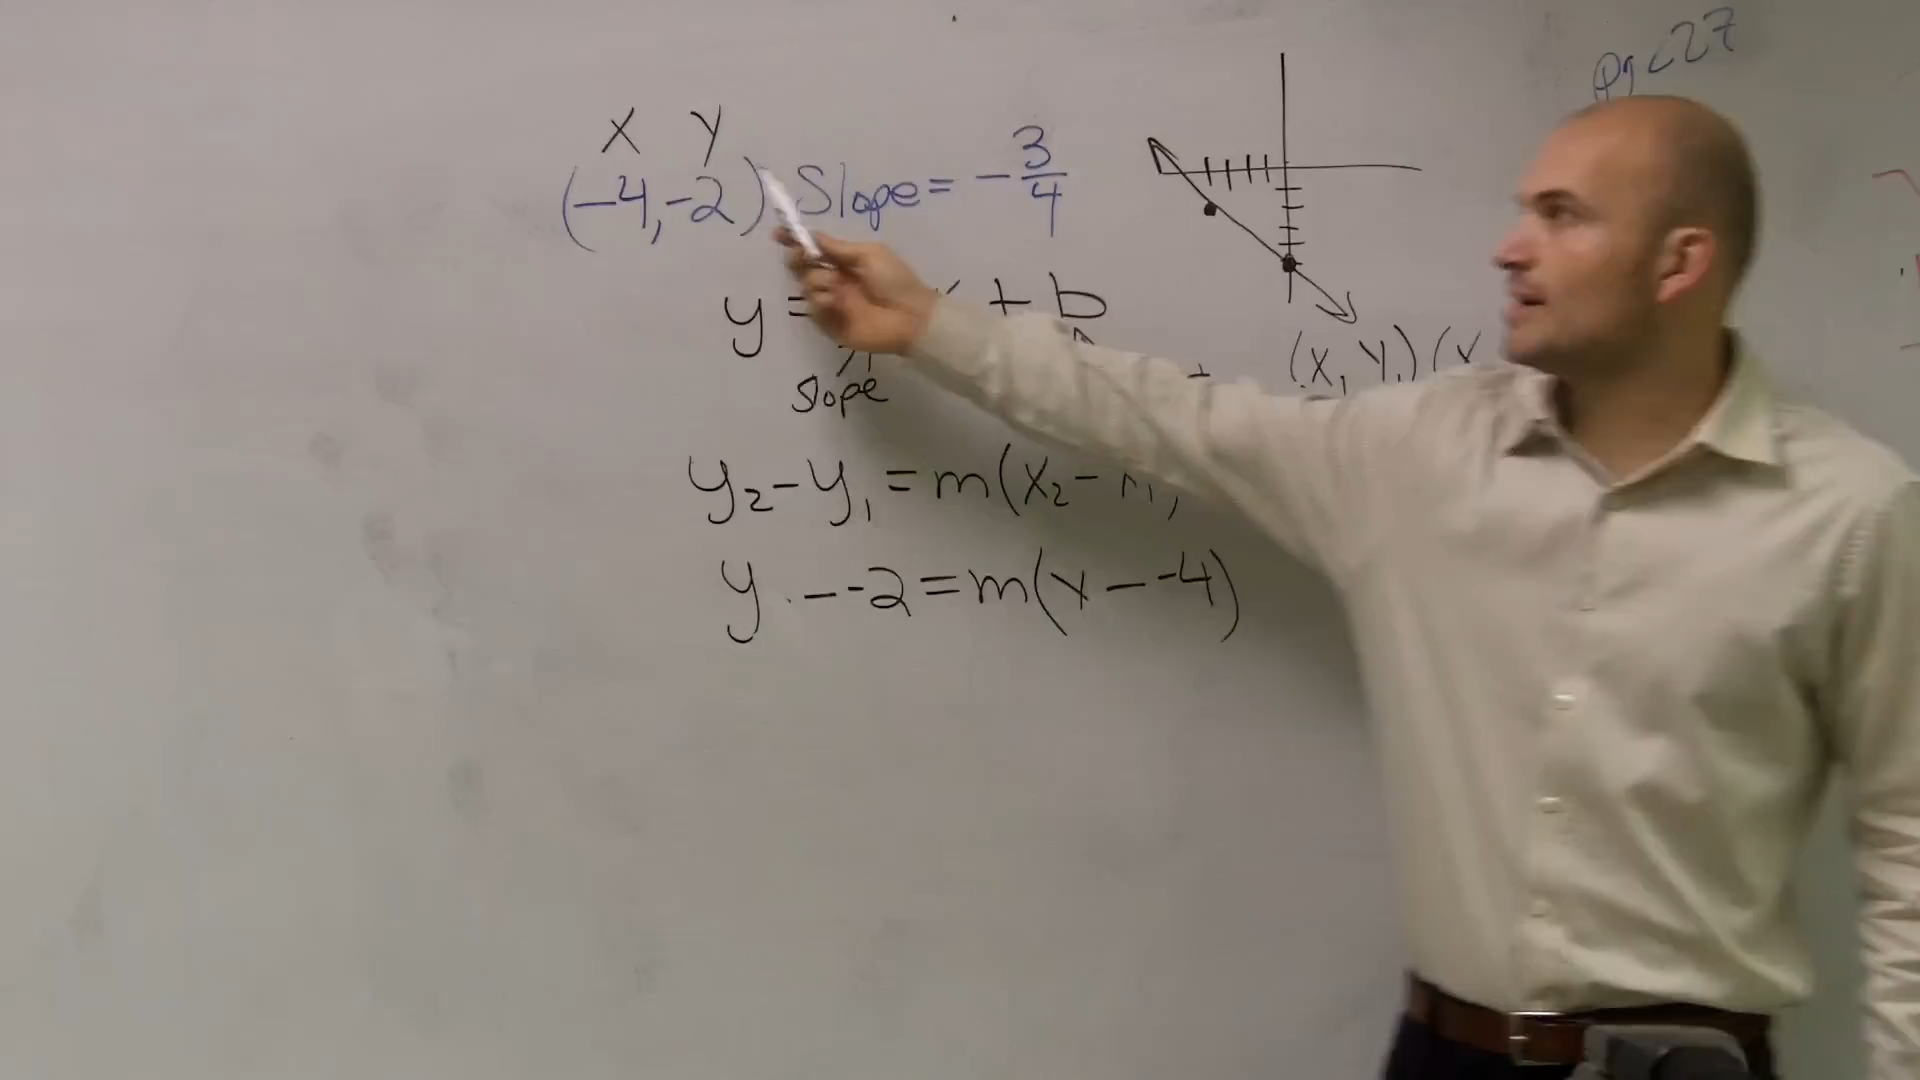 pg 227
X Y
(-4,-2) Slope = -3/4
y = x + b
slope
(X₁ Y₁) (X
y₂-y₁ = m(x₂-
y --2 = m(x - -4)